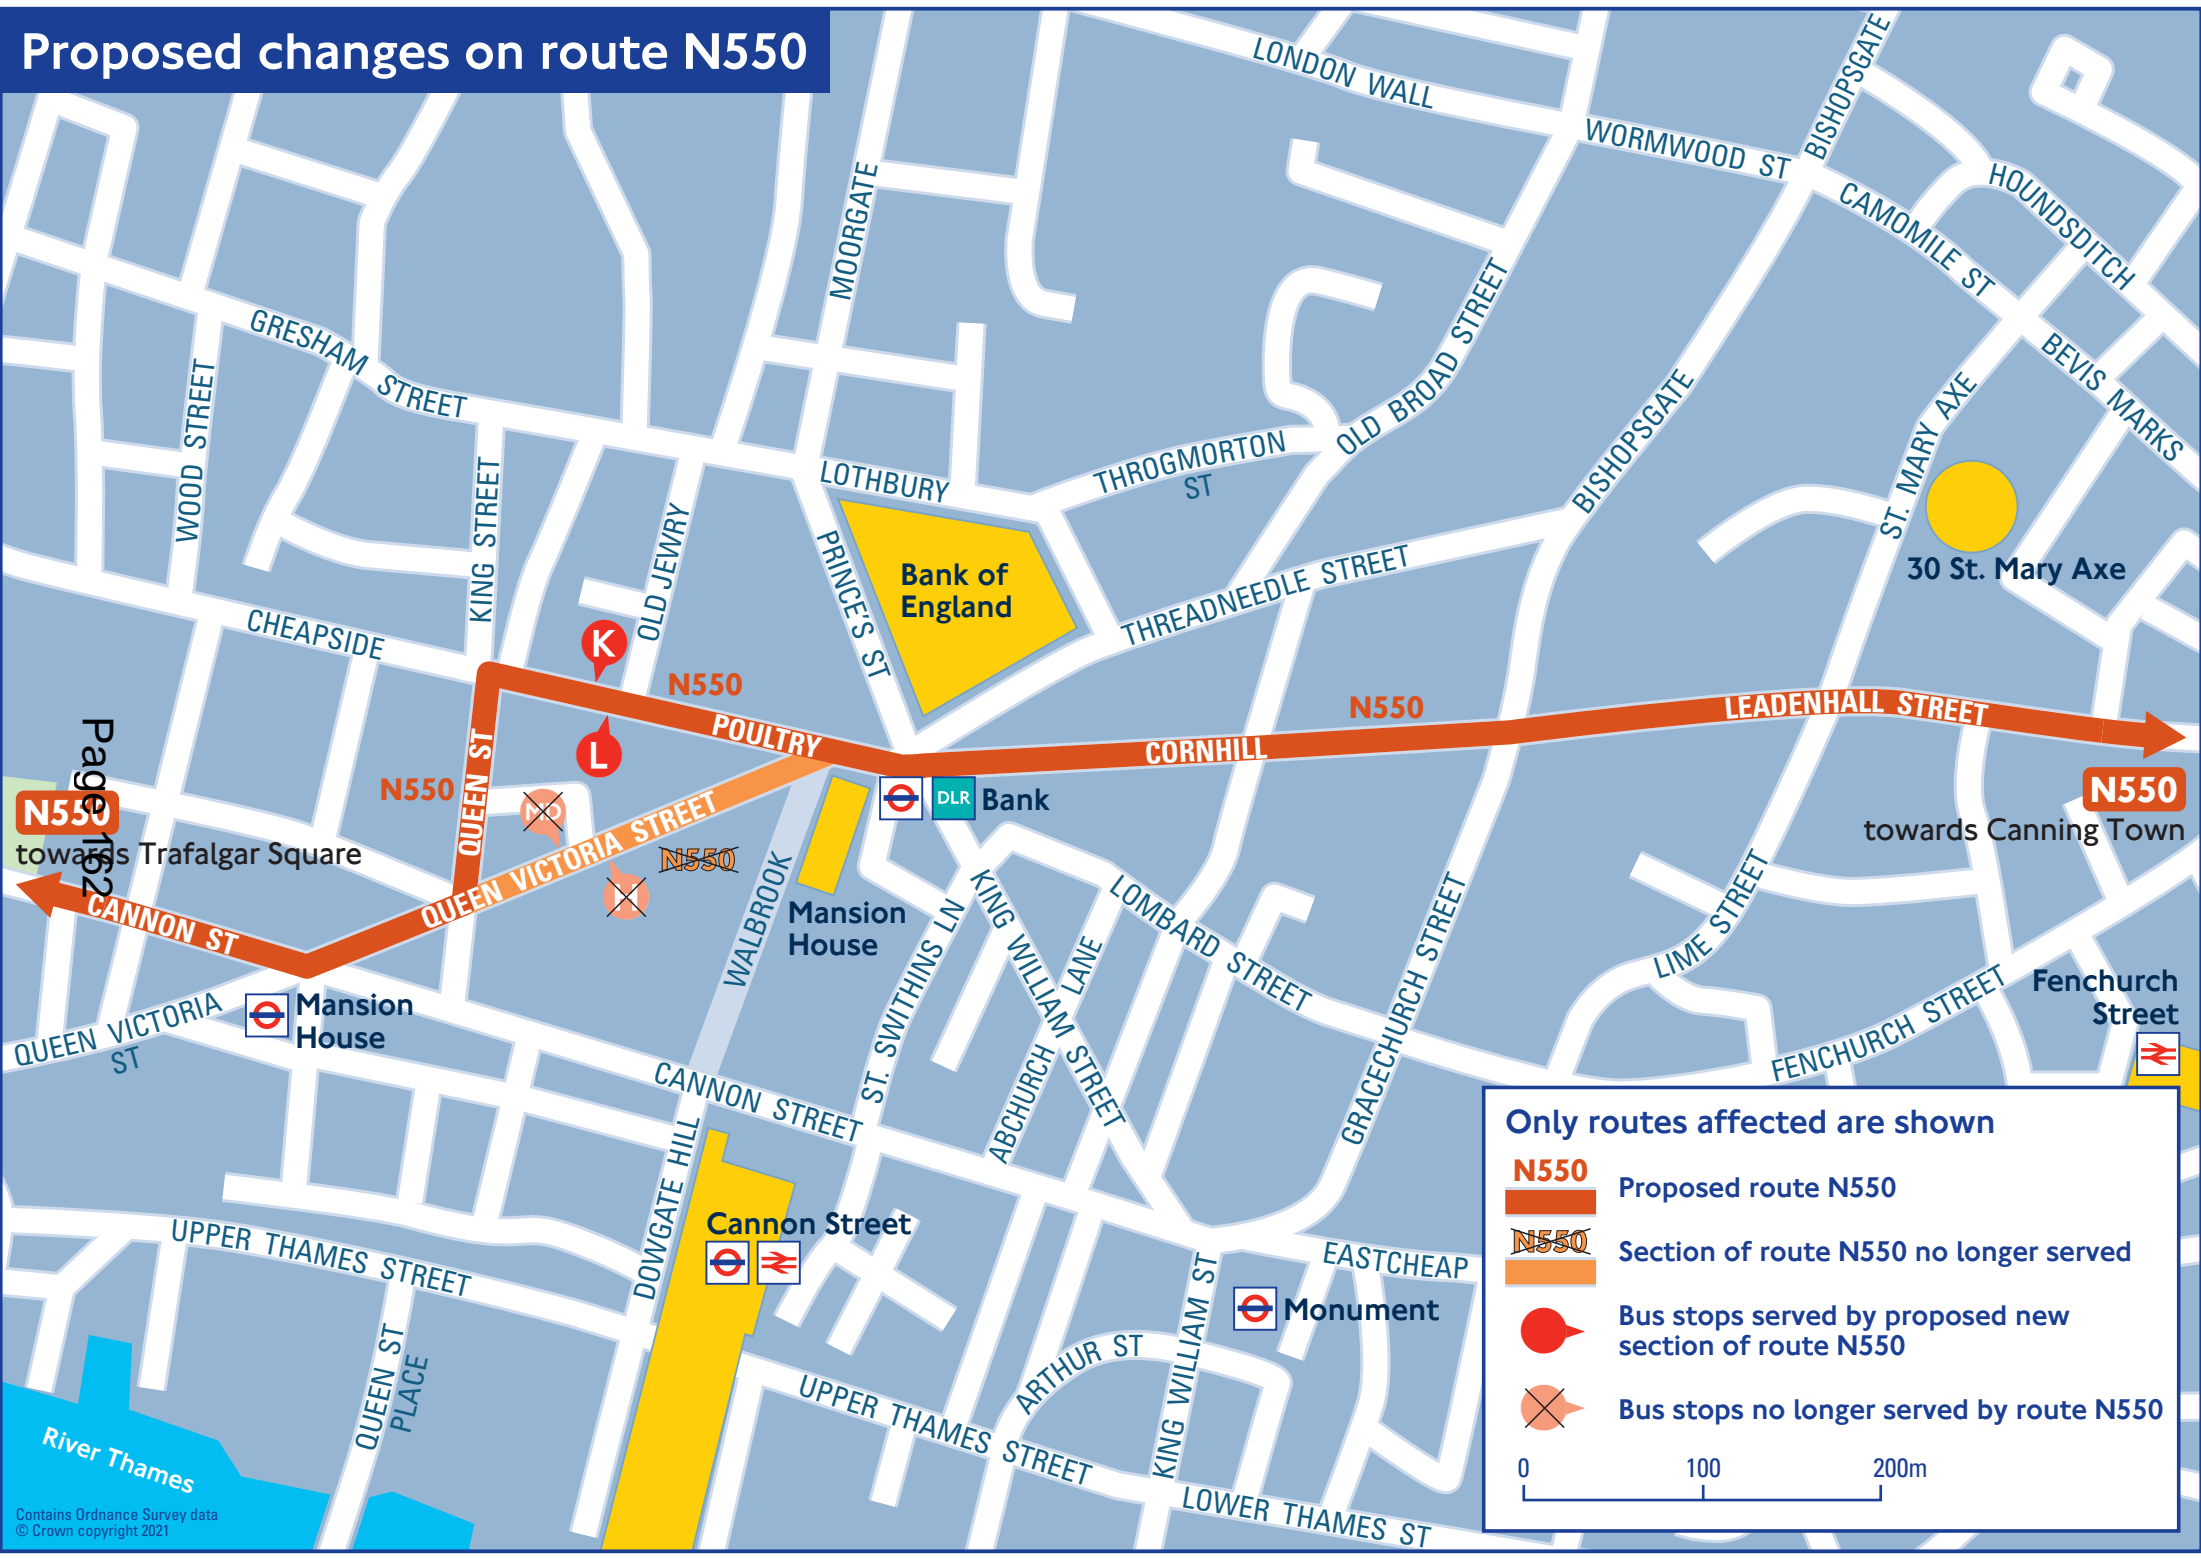 Proposed changes on route N550
LONDON WALL
BISHOPSGATE
WORMWOOD ST
HOUNDSDITCH
CAMOMILE ST
MOORGATE
GRESHAM STREET
BEVIS MARKS
WOOD STREET
OLD BROAD STREET
BISHOPSGATE
ST. MARY AXE
KING STREET
LOTHBURY
THROGMORTON
ST
OLD JEWRY
PRINCE'S ST
Bank of
England
THREADNEEDLE STREET
30 St. Mary Axe
CHEAPSIDE
K
N550
N550
LEADENHALL STREET
POULTRY
CORNHILL
L
Page 162
QUEEN ST
N550
MD
DLR
Bank
N550
towards Canning Town
N550
towards Trafalgar Square
QUEEN VICTORIA STREET
N550
H
CANNON ST
WALBROOK
Mansion
House
ST. SWITHINS LN
KING WILLIAM STREET
LOMBARD STREET
ABCHURCH LANE
GRACECHURCH STREET
LIME STREET
FENCHURCH STREET
Fenchurch
Street
QUEEN VICTORIA
ST
Mansion
House
CANNON STREET
DOWGATE HILL
UPPER THAMES STREET
Cannon Street
EASTCHEAP
Monument
KING WILLIAM ST
ARTHUR ST
QUEEN ST
PLACE
UPPER THAMES STREET
LOWER THAMES ST
River Thames
Contains Ordnance Survey data
© Crown copyright 2021
Only routes affected are shown
N550
Proposed route N550
N550
Section of route N550 no longer served
Bus stops served by proposed new
section of route N550
Bus stops no longer served by route N550
0 100 200m